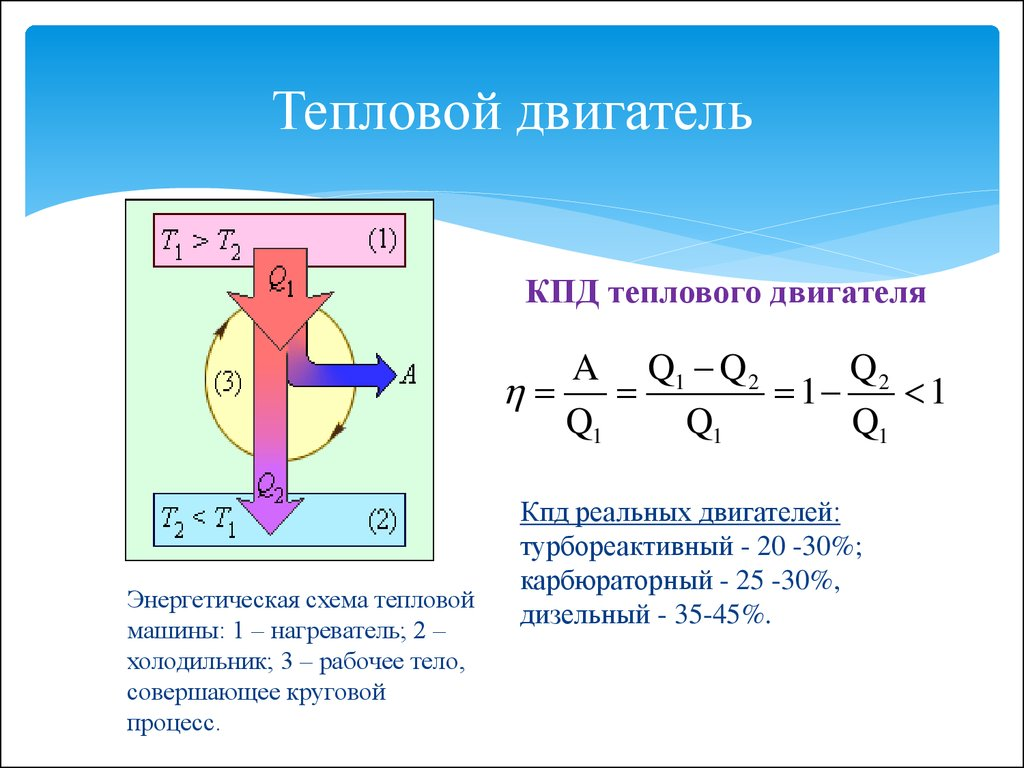 Тепловой двигатель
T₁ > T₂ (1)
Q₁
(3)
A
Q₂
T₂ < T₁ (2)
Энергетическая схема тепловой
машины: 1 – нагреватель; 2 –
холодильник; 3 – рабочее тело,
совершающее круговой
процесс.
КПД теплового двигателя
η = A/Q₁ = (Q₁ − Q₂)/Q₁ = 1 − Q₂/Q₁ < 1
Кпд реальных двигателей:
турбореактивный - 20 -30%;
карбюраторный - 25 -30%,
дизельный - 35-45%.